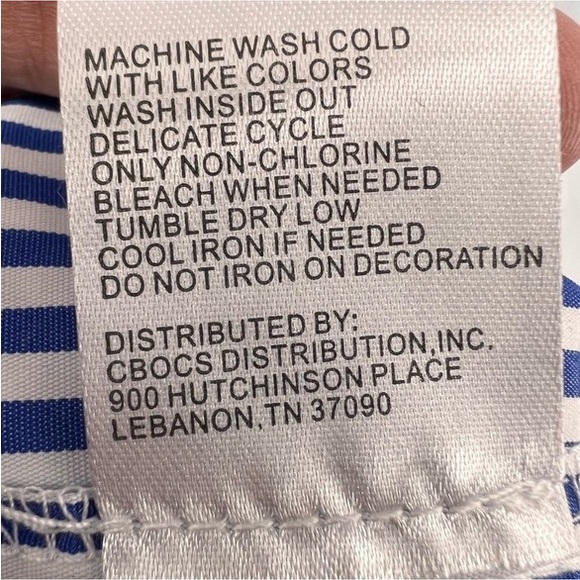 MACHINE WASH COLD
WITH LIKE COLORS
WASH INSIDE OUT
DELICATE CYCLE
ONLY NON-CHLORINE
BLEACH WHEN NEEDED
TUMBLE DRY LOW
COOL IRON IF NEEDED
DO NOT IRON ON DECORATION
DISTRIBUTED BY:
CBOCS DISTRIBUTION,INC.
900 HUTCHINSON PLACE
LEBANON,TN 37090